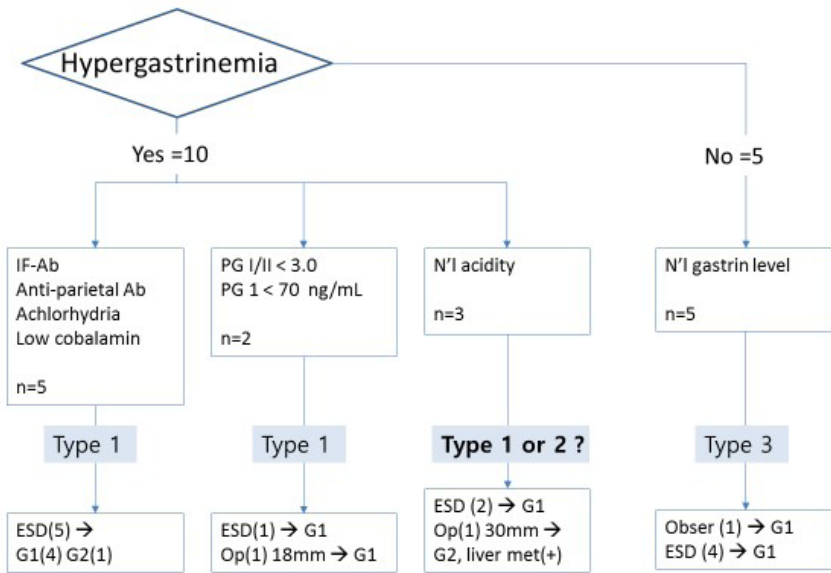 Hypergastrinemia
Yes =10
No =5
IF-Ab
Anti-parietal Ab
Achlorhydria
Low cobalamin
n=5
PG I/II < 3.0
PG 1 < 70 ng/mL
n=2
N'l acidity
n=3
N'l gastrin level
n=5
Type 1
Type 1
Type 1 or 2 ?
Type 3
ESD(5) →
G1(4) G2(1)
ESD(1) → G1
Op(1) 18mm → G1
ESD (2) → G1
Op(1) 30mm →
G2, liver met(+)
Obser (1) → G1
ESD (4) → G1